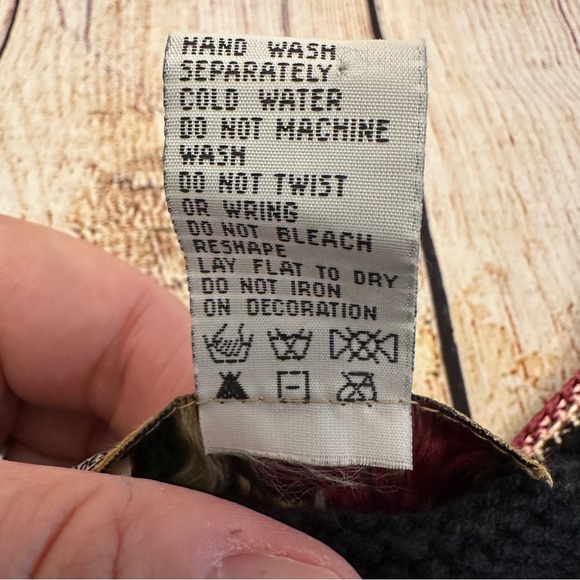 HAND WASH
SEPARATELY
COLD WATER
DO NOT MACHINE
WASH
DO NOT TWIST
OR WRING
DO NOT BLEACH
RESHAPE
LAY FLAT TO DRY
DO NOT IRON
ON DECORATION